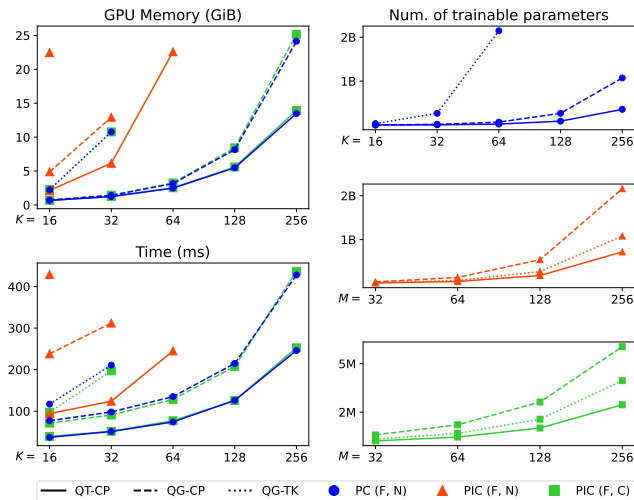 GPU Memory (GiB)
25
20
15
10
5
0
K = 16 32 64 128 256
Time (ms)
400
300
200
100
K = 16 32 64 128 256
Num. of trainable parameters
2B
1B
K = 16 32 64 128 256
2B
1B
M = 32 64 128 256
5M
2M
M = 32 64 128 256
QT-CP QG-CP QG-TK PC (F, N) PIC (F, N) PIC (F, C)